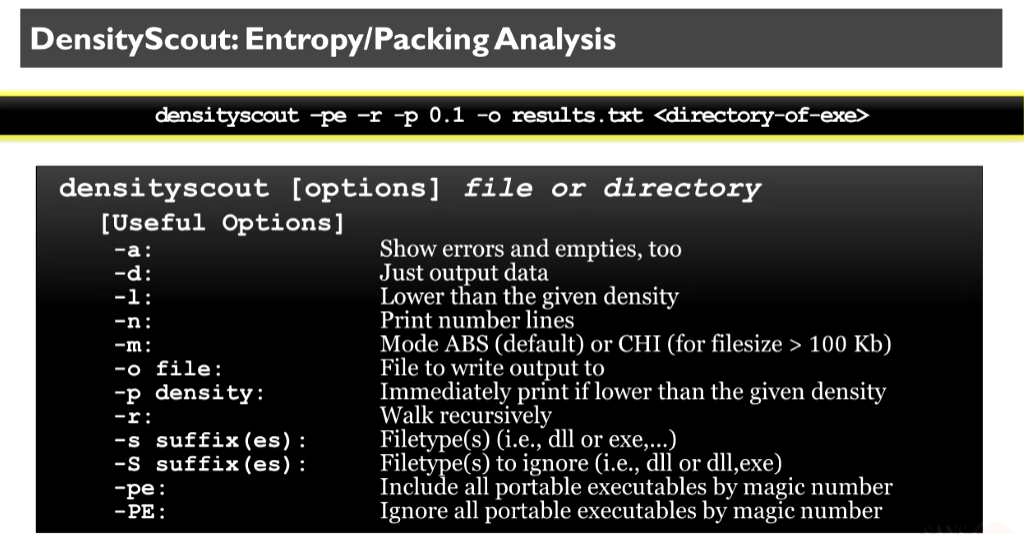 DensityScout: Entropy/Packing Analysis
densityscout -pe -r -p 0.1 -o results.txt <directory-of-exe>
densityscout [options] file or directory
[Useful Options]
-a: Show errors and empties, too
-d: Just output data
-l: Lower than the given density
-n: Print number lines
-m: Mode ABS (default) or CHI (for filesize > 100 Kb)
-o file: File to write output to
-p density: Immediately print if lower than the given density
-r: Walk recursively
-s suffix(es): Filetype(s) (i.e., dll or exe,...)
-S suffix(es): Filetype(s) to ignore (i.e., dll or dll,exe)
-pe: Include all portable executables by magic number
-PE: Ignore all portable executables by magic number